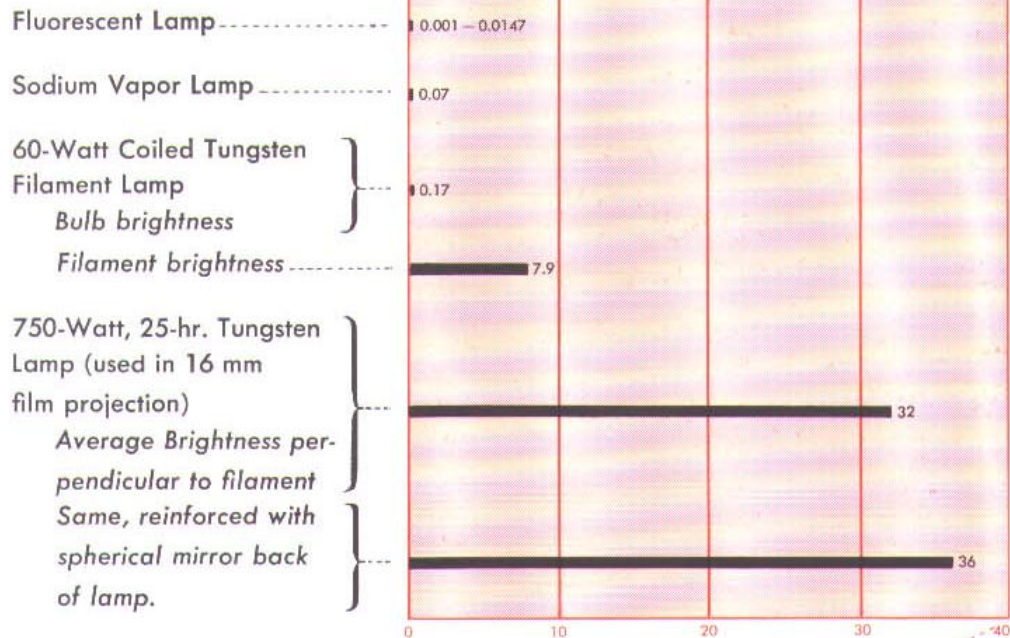 Fluorescent Lamp 0.001 – 0.0147
Sodium Vapor Lamp 0.07
60-Watt Coiled Tungsten
Filament Lamp 0.17
Bulb brightness
Filament brightness 7.9
750-Watt, 25-hr. Tungsten
Lamp (used in 16 mm
film projection) 32
Average Brightness per-
pendicular to filament
Same, reinforced with
spherical mirror back 36
of lamp.
0 10 20 30 40